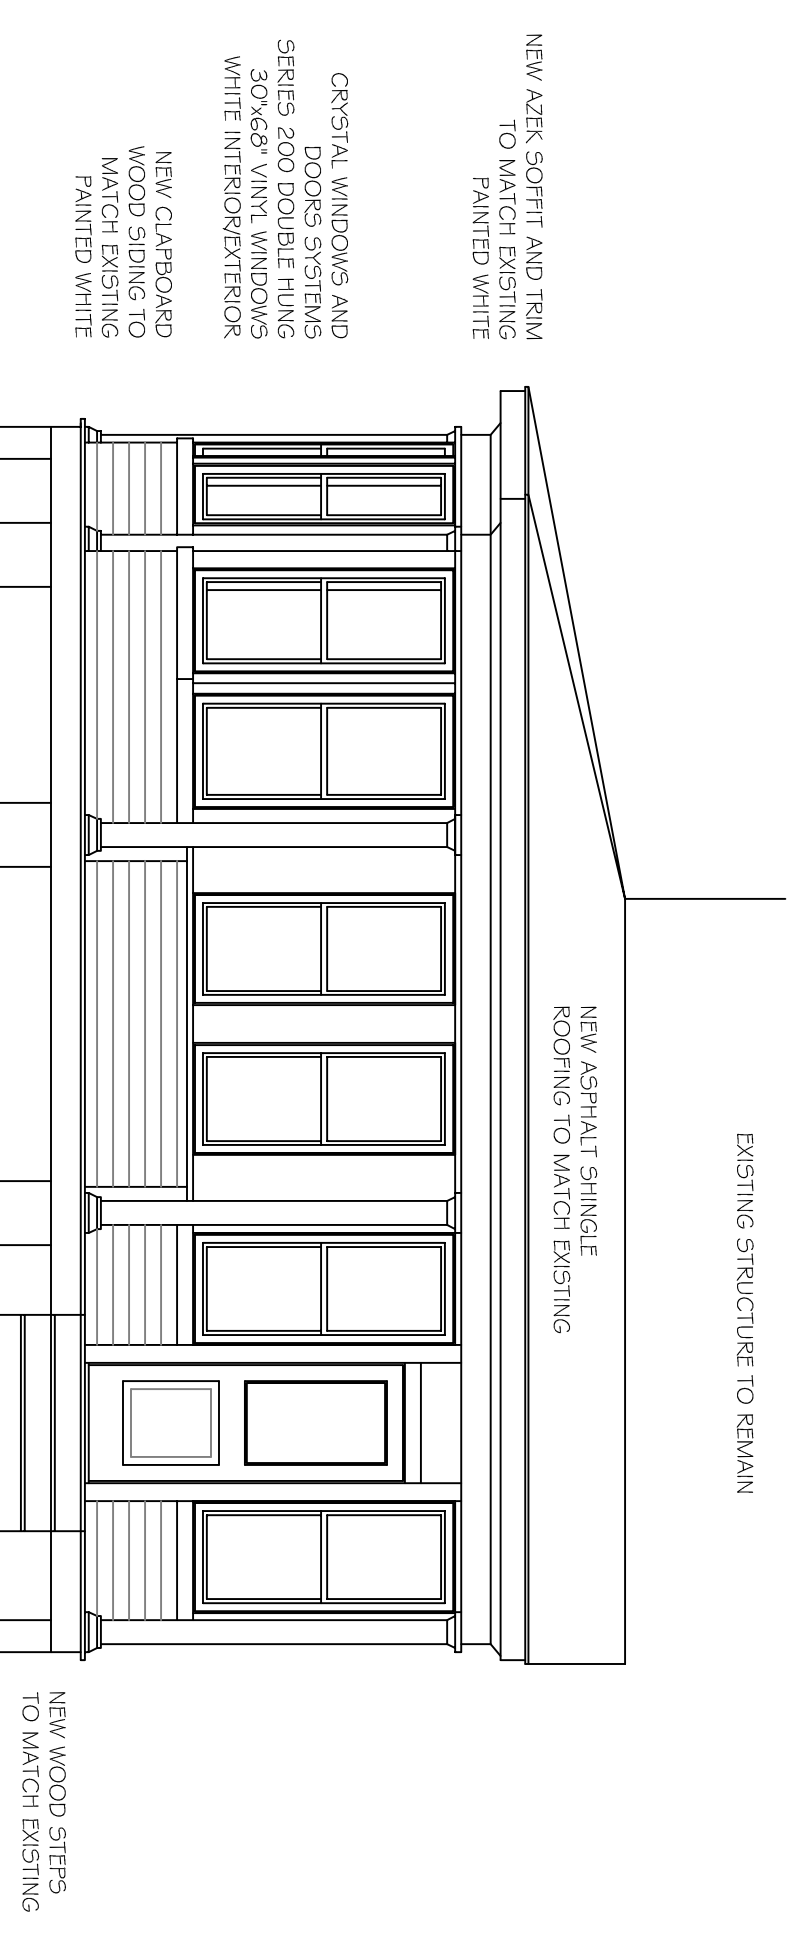 EXISTING STRUCTURE TO REMAIN
NEW ASPHALT SHINGLE
ROOFING TO MATCH EXISTING
NEW AZEK SOFFIT AND TRIM
TO MATCH EXISTING
PAINTED WHITE
CRYSTAL WINDOWS AND
DOORS SYSTEMS
SERIES 200 DOUBLE HUNG
30"x68" VINYL WINDOWS
WHITE INTERIOR/EXTERIOR
NEW CLAPBOARD
WOOD SIDING TO
MATCH EXISTING
PAINTED WHITE
NEW WOOD STEPS
TO MATCH EXISTING